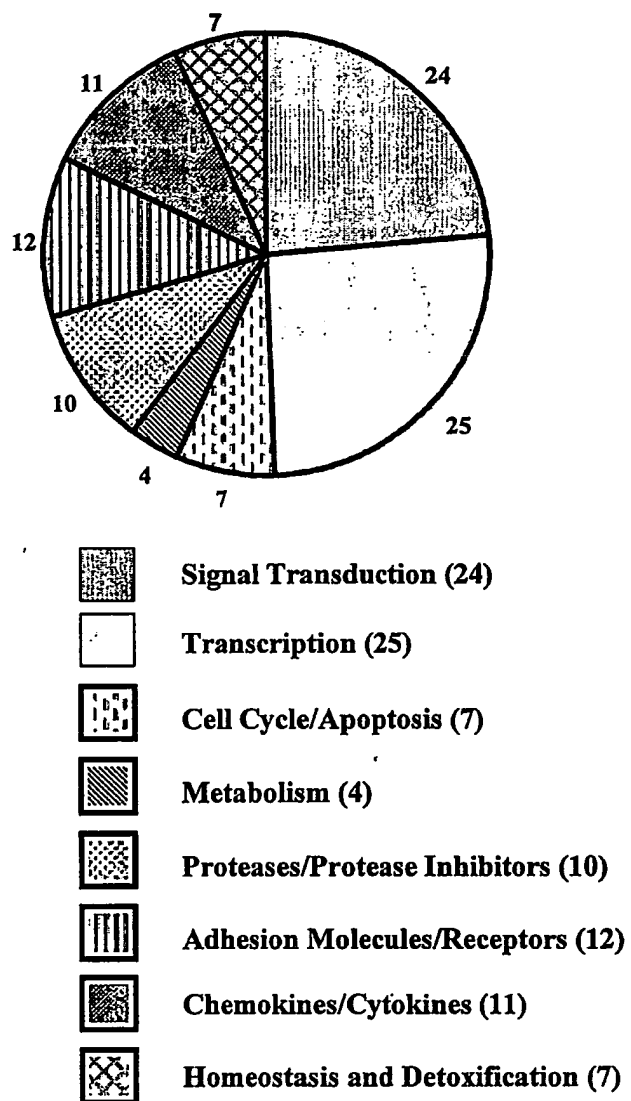 7
24
11
12
10
4
7
25
Signal Transduction (24)
Transcription (25)
Cell Cycle/Apoptosis (7)
Metabolism (4)
Proteases/Protease Inhibitors (10)
Adhesion Molecules/Receptors (12)
Chemokines/Cytokines (11)
Homeostasis and Detoxification (7)